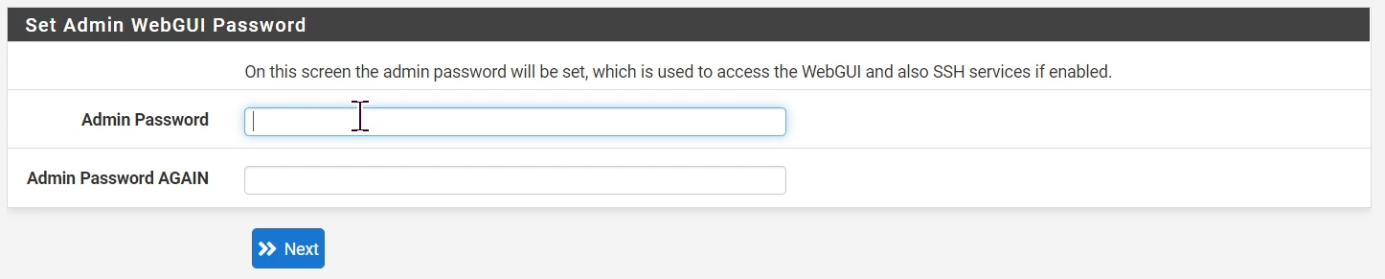 Set Admin WebGUI Password
On this screen the admin password will be set, which is used to access the WebGUI and also SSH services if enabled.
Admin Password
Admin Password AGAIN
Next